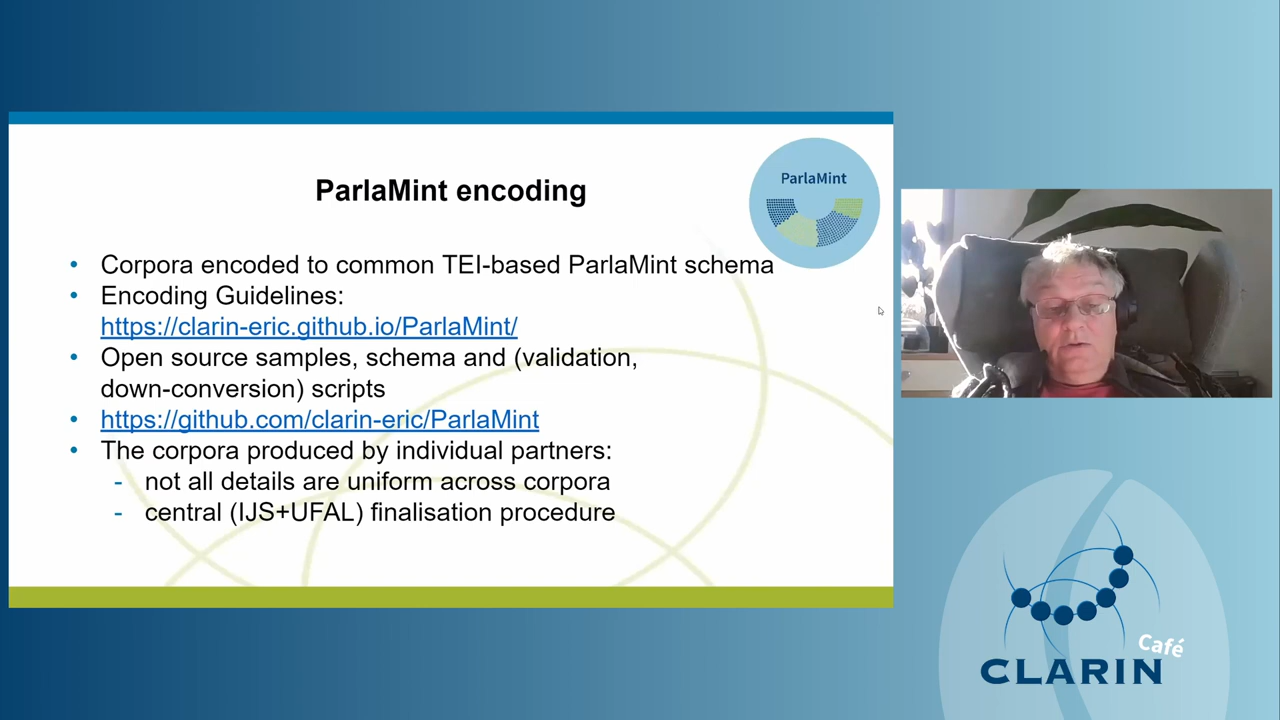 ParlaMint encoding
ParlaMint
• Corpora encoded to common TEI-based ParlaMint schema
• Encoding Guidelines:
https://clarin-eric.github.io/ParlaMint/
• Open source samples, schema and (validation,
down-conversion) scripts
• https://github.com/clarin-eric/ParlaMint
• The corpora produced by individual partners:
- not all details are uniform across corpora
- central (IJS+UFAL) finalisation procedure
Café
CLARIN